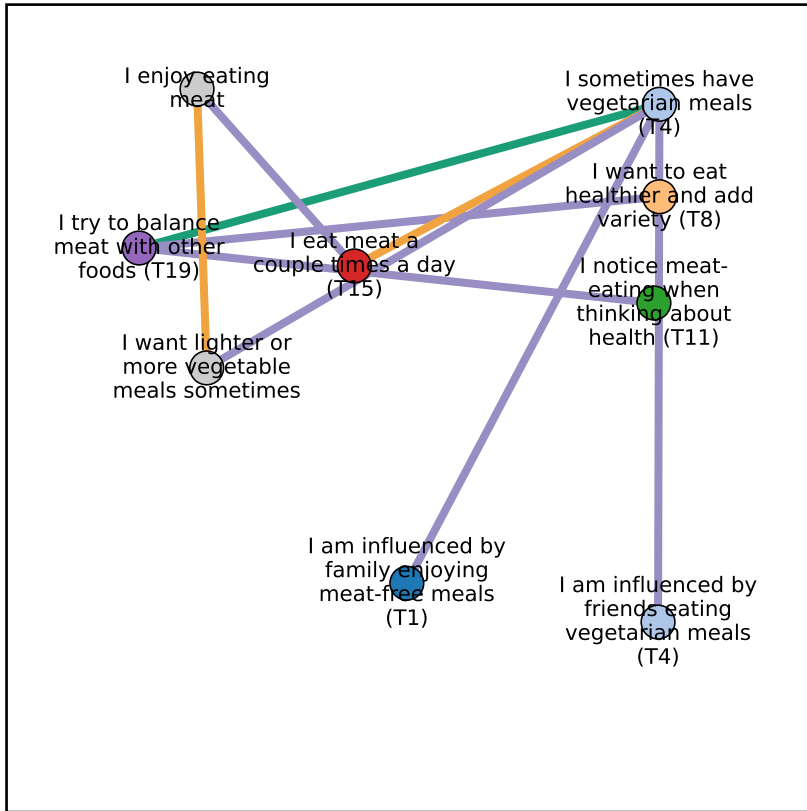 I enjoy eating
meat
I sometimes have
vegetarian meals
(T4)
I want to eat
healthier and add
variety (T8)
I try to balance
meat with other
foods (T19)
I eat meat a
couple times a day
(T15)
I notice meat-
eating when
thinking about
health (T11)
I want lighter or
more vegetable
meals sometimes
I am influenced by
family enjoying
meat-free meals
(T1)
I am influenced by
friends eating
vegetarian meals
(T4)